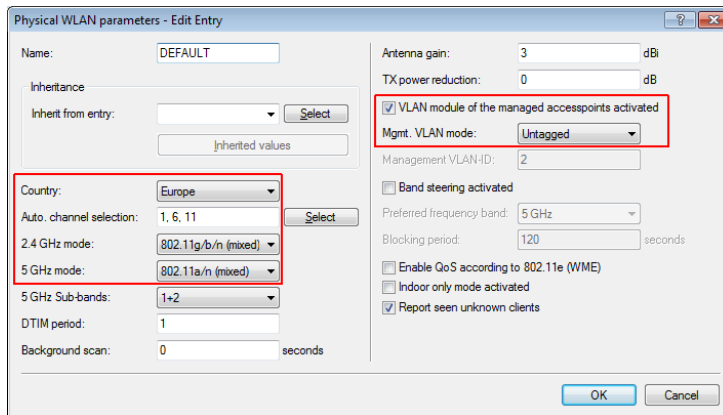 Physical WLAN parameters - Edit Entry
Name: DEFAULT
Inheritance
Inherit from entry: Select
Inherited values
Country: Europe
Auto. channel selection: 1, 6, 11 Select
2.4 GHz mode: 802.11g/b/n (mixed)
5 GHz mode: 802.11a/n (mixed)
5 GHz Sub-bands: 1+2
DTIM period: 1
Background scan: 0 seconds
Antenna gain: 3 dBi
TX power reduction: 0 dB
VLAN module of the managed accesspoints activated
Mgmt. VLAN mode: Untagged
Management VLAN-ID: 2
Band steering activated
Preferred frequency band: 5 GHz
Blocking period: 120 seconds
Enable QoS according to 802.11e (WME)
Indoor only mode activated
Report seen unknown clients
OK Cancel